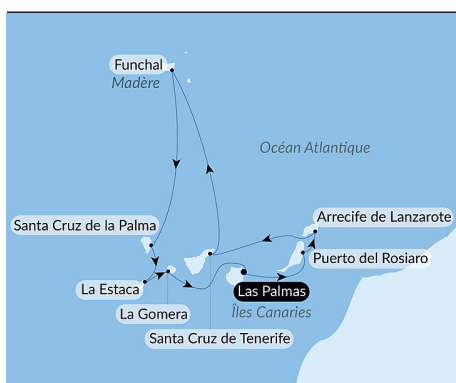 Funchal
Madère
Océan Atlantique
Santa Cruz de la Palma
Arrecife de Lanzarote
Puerto del Rosiaro
La Estaca
Las Palmas
La Gomera
Îles Canaries
Santa Cruz de Tenerife